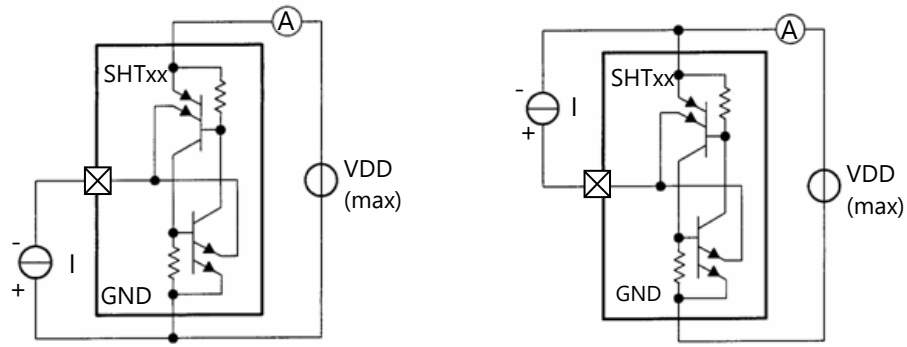 A
SHTxx
VDD
(max)
-
I
+
GND
A
SHTxx
-
I
+
VDD
(max)
GND